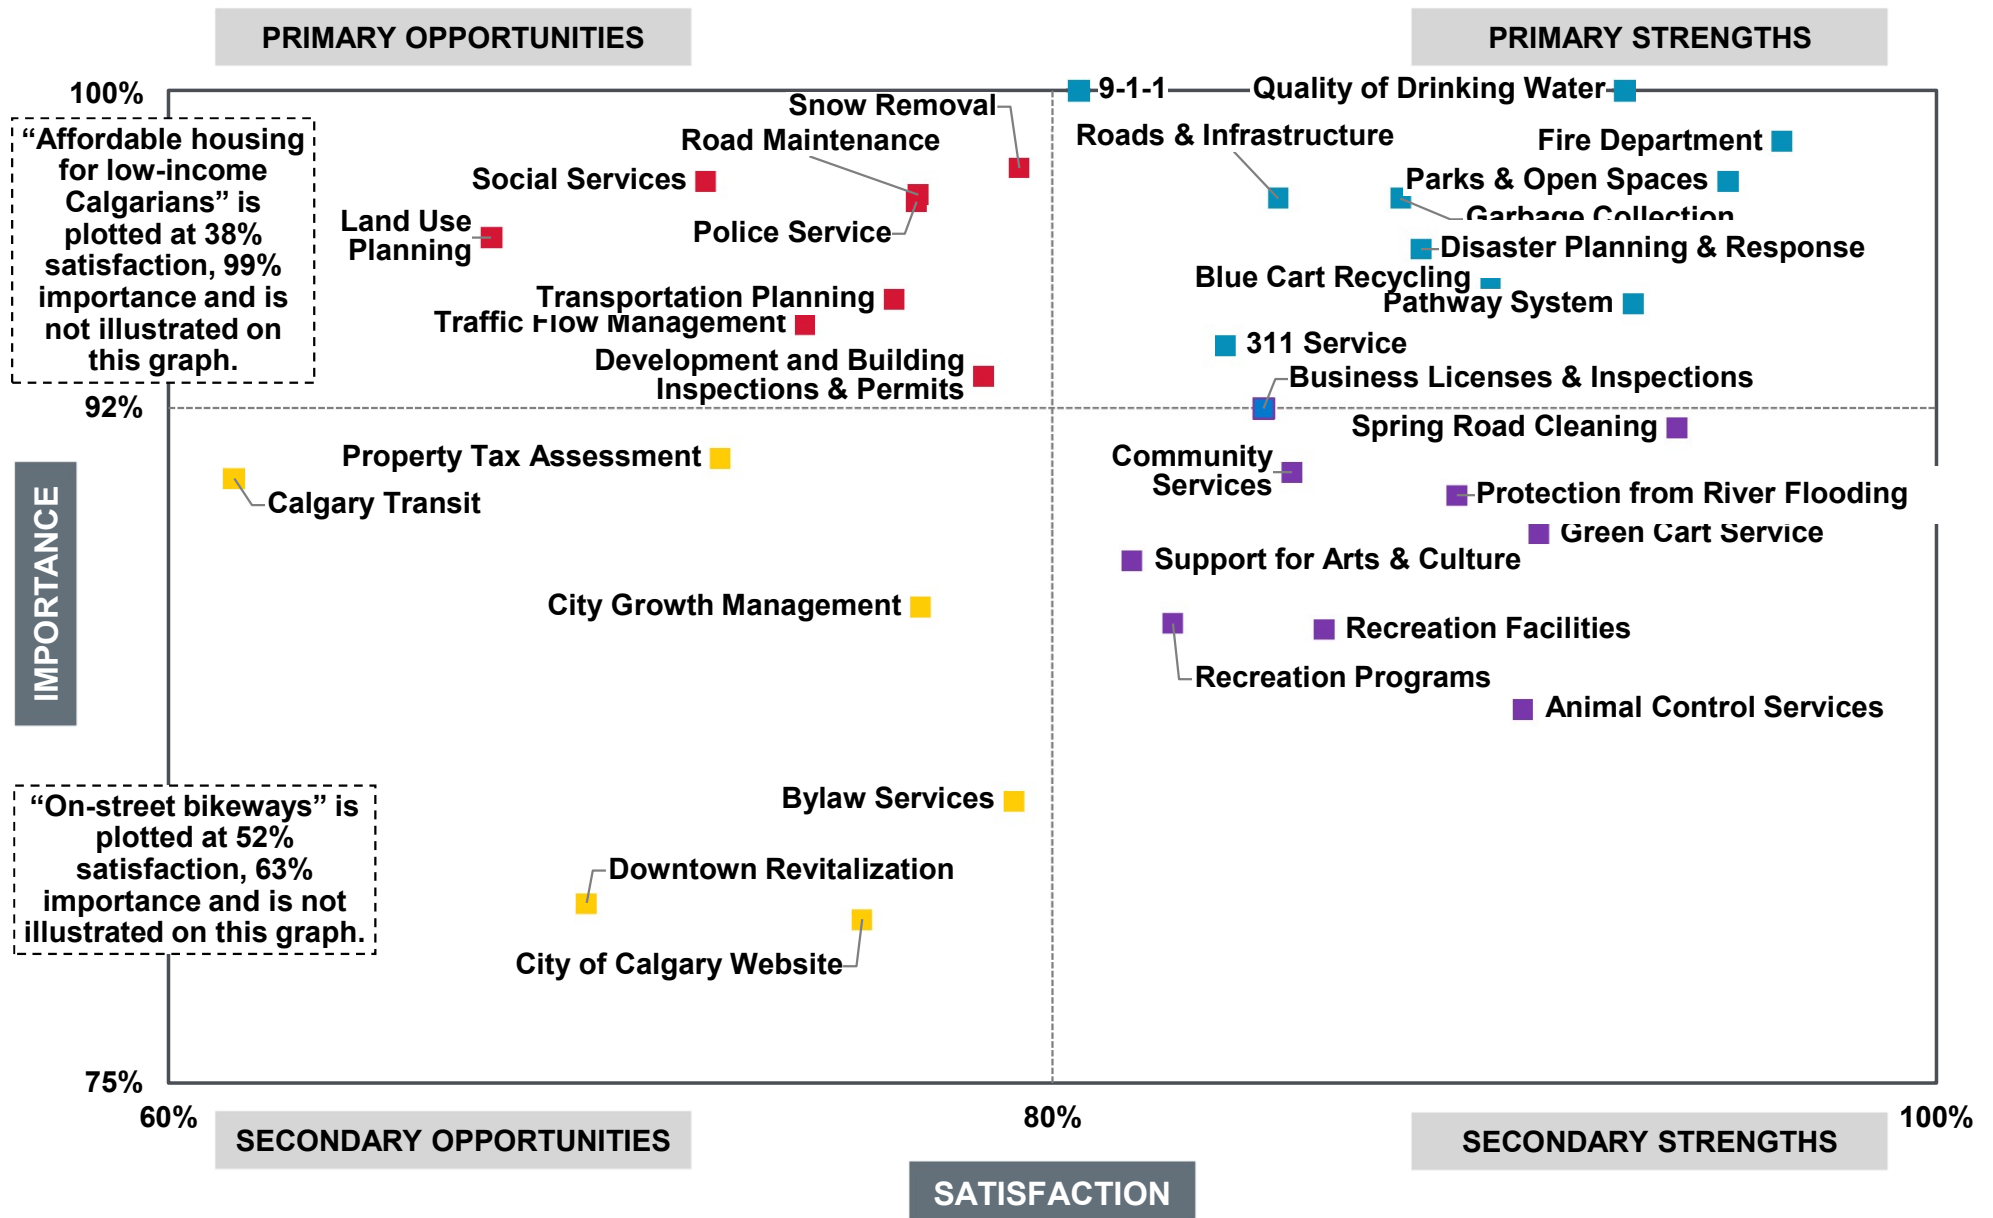 PRIMARY OPPORTUNITIES
PRIMARY STRENGTHS
100%
9-1-1
Quality of Drinking Water
Snow Removal
Road Maintenance
Roads & Infrastructure
Fire Department
“Affordable housing
for low-income
Calgarians” is
plotted at 38%
satisfaction, 99%
importance and is
not illustrated on
this graph.
Social Services
Parks & Open Spaces
Garbage Collection
Land Use
Planning
Police Service
Disaster Planning & Response
Blue Cart Recycling
Transportation Planning
Pathway System
Traffic Flow Management
311 Service
Development and Building
Inspections & Permits
Business Licenses & Inspections
92%
Spring Road Cleaning
Property Tax Assessment
Community
Services
Calgary Transit
Protection from River Flooding
Green Cart Service
Support for Arts & Culture
IMPORTANCE
City Growth Management
Recreation Facilities
Recreation Programs
Animal Control Services
Bylaw Services
“On-street bikeways” is
plotted at 52%
satisfaction, 63%
importance and is not
illustrated on this graph.
Downtown Revitalization
City of Calgary Website
75%
60%
80%
100%
SECONDARY OPPORTUNITIES
SECONDARY STRENGTHS
SATISFACTION